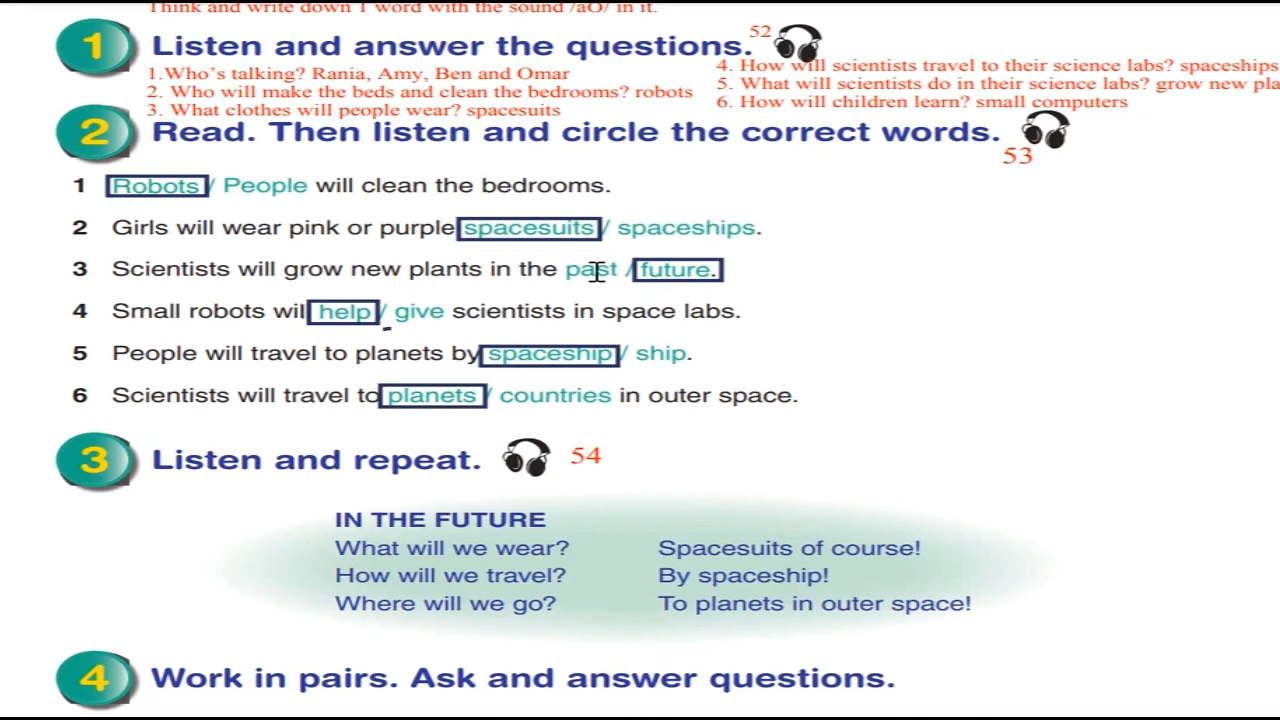 Think and write down 1 word with the sound /aO/ in it.
1 Listen and answer the questions. 52
1.Who's talking? Rania, Amy, Ben and Omar
2. Who will make the beds and clean the bedrooms? robots
3. What clothes will people wear? spacesuits
4. How will scientists travel to their science labs? spaceships
5. What will scientists do in their science labs? grow new pla
6. How will children learn? small computers
2 Read. Then listen and circle the correct words.
53
1 Robots / People will clean the bedrooms.
2 Girls will wear pink or purple spacesuits / spaceships.
3 Scientists will grow new plants in the past / future.
4 Small robots wil help / give scientists in space labs.
5 People will travel to planets by spaceship / ship.
6 Scientists will travel to planets / countries in outer space.
3 Listen and repeat. 54
IN THE FUTURE
What will we wear? Spacesuits of course!
How will we travel? By spaceship!
Where will we go? To planets in outer space!
4 Work in pairs. Ask and answer questions.